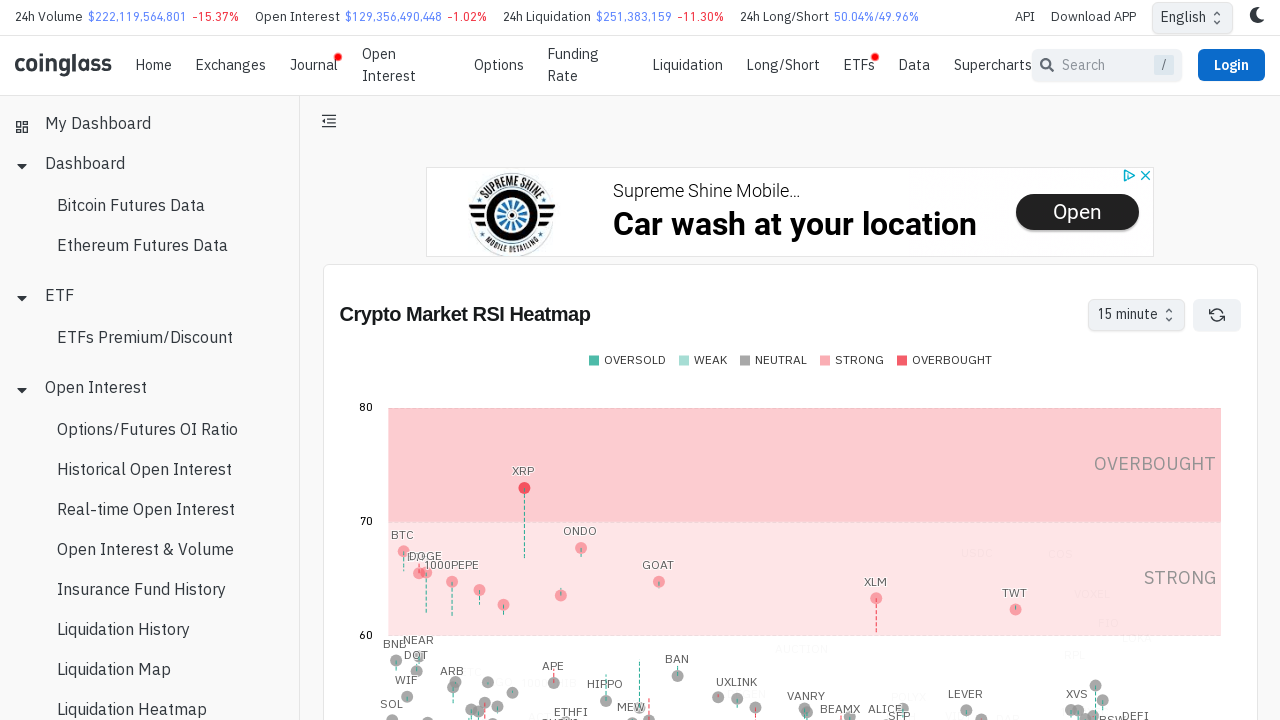 24h Volume $222,119,564,801 -15.37% Open Interest $129,356,490,448 -1.02% 24h Liquidation $251,383,159 -11.30% 24h Long/Short 50.04%/49.96% API Download APP English
coinglass Home Exchanges Journal Open Interest Options Funding Rate Liquidation Long/Short ETFs Data Supercharts Search / Login
My Dashboard
Dashboard
Bitcoin Futures Data
Ethereum Futures Data
ETF
ETFs Premium/Discount
Open Interest
Options/Futures OI Ratio
Historical Open Interest
Real-time Open Interest
Open Interest & Volume
Insurance Fund History
Liquidation History
Liquidation Map
Liquidation Heatmap
SUPREME SHINE
MOBILE DETAILING
Supreme Shine Mobile...
Car wash at your location
Open
Crypto Market RSI Heatmap
15 minute
OVERSOLD WEAK NEUTRAL STRONG OVERBOUGHT
80
OVERBOUGHT
XRP
70
BTC
ONDO
DOGE
1000PEPE
GOAT
STRONG
XLM
TWT
60
BNB
NEAR
DOT
WIF
ARB
APE
BAN
HIPPO
UXLINK
SOL
MEW
ETHFI
VANRY
BEAMX
ALICE
SFP
LEVER
XVS
DEFI